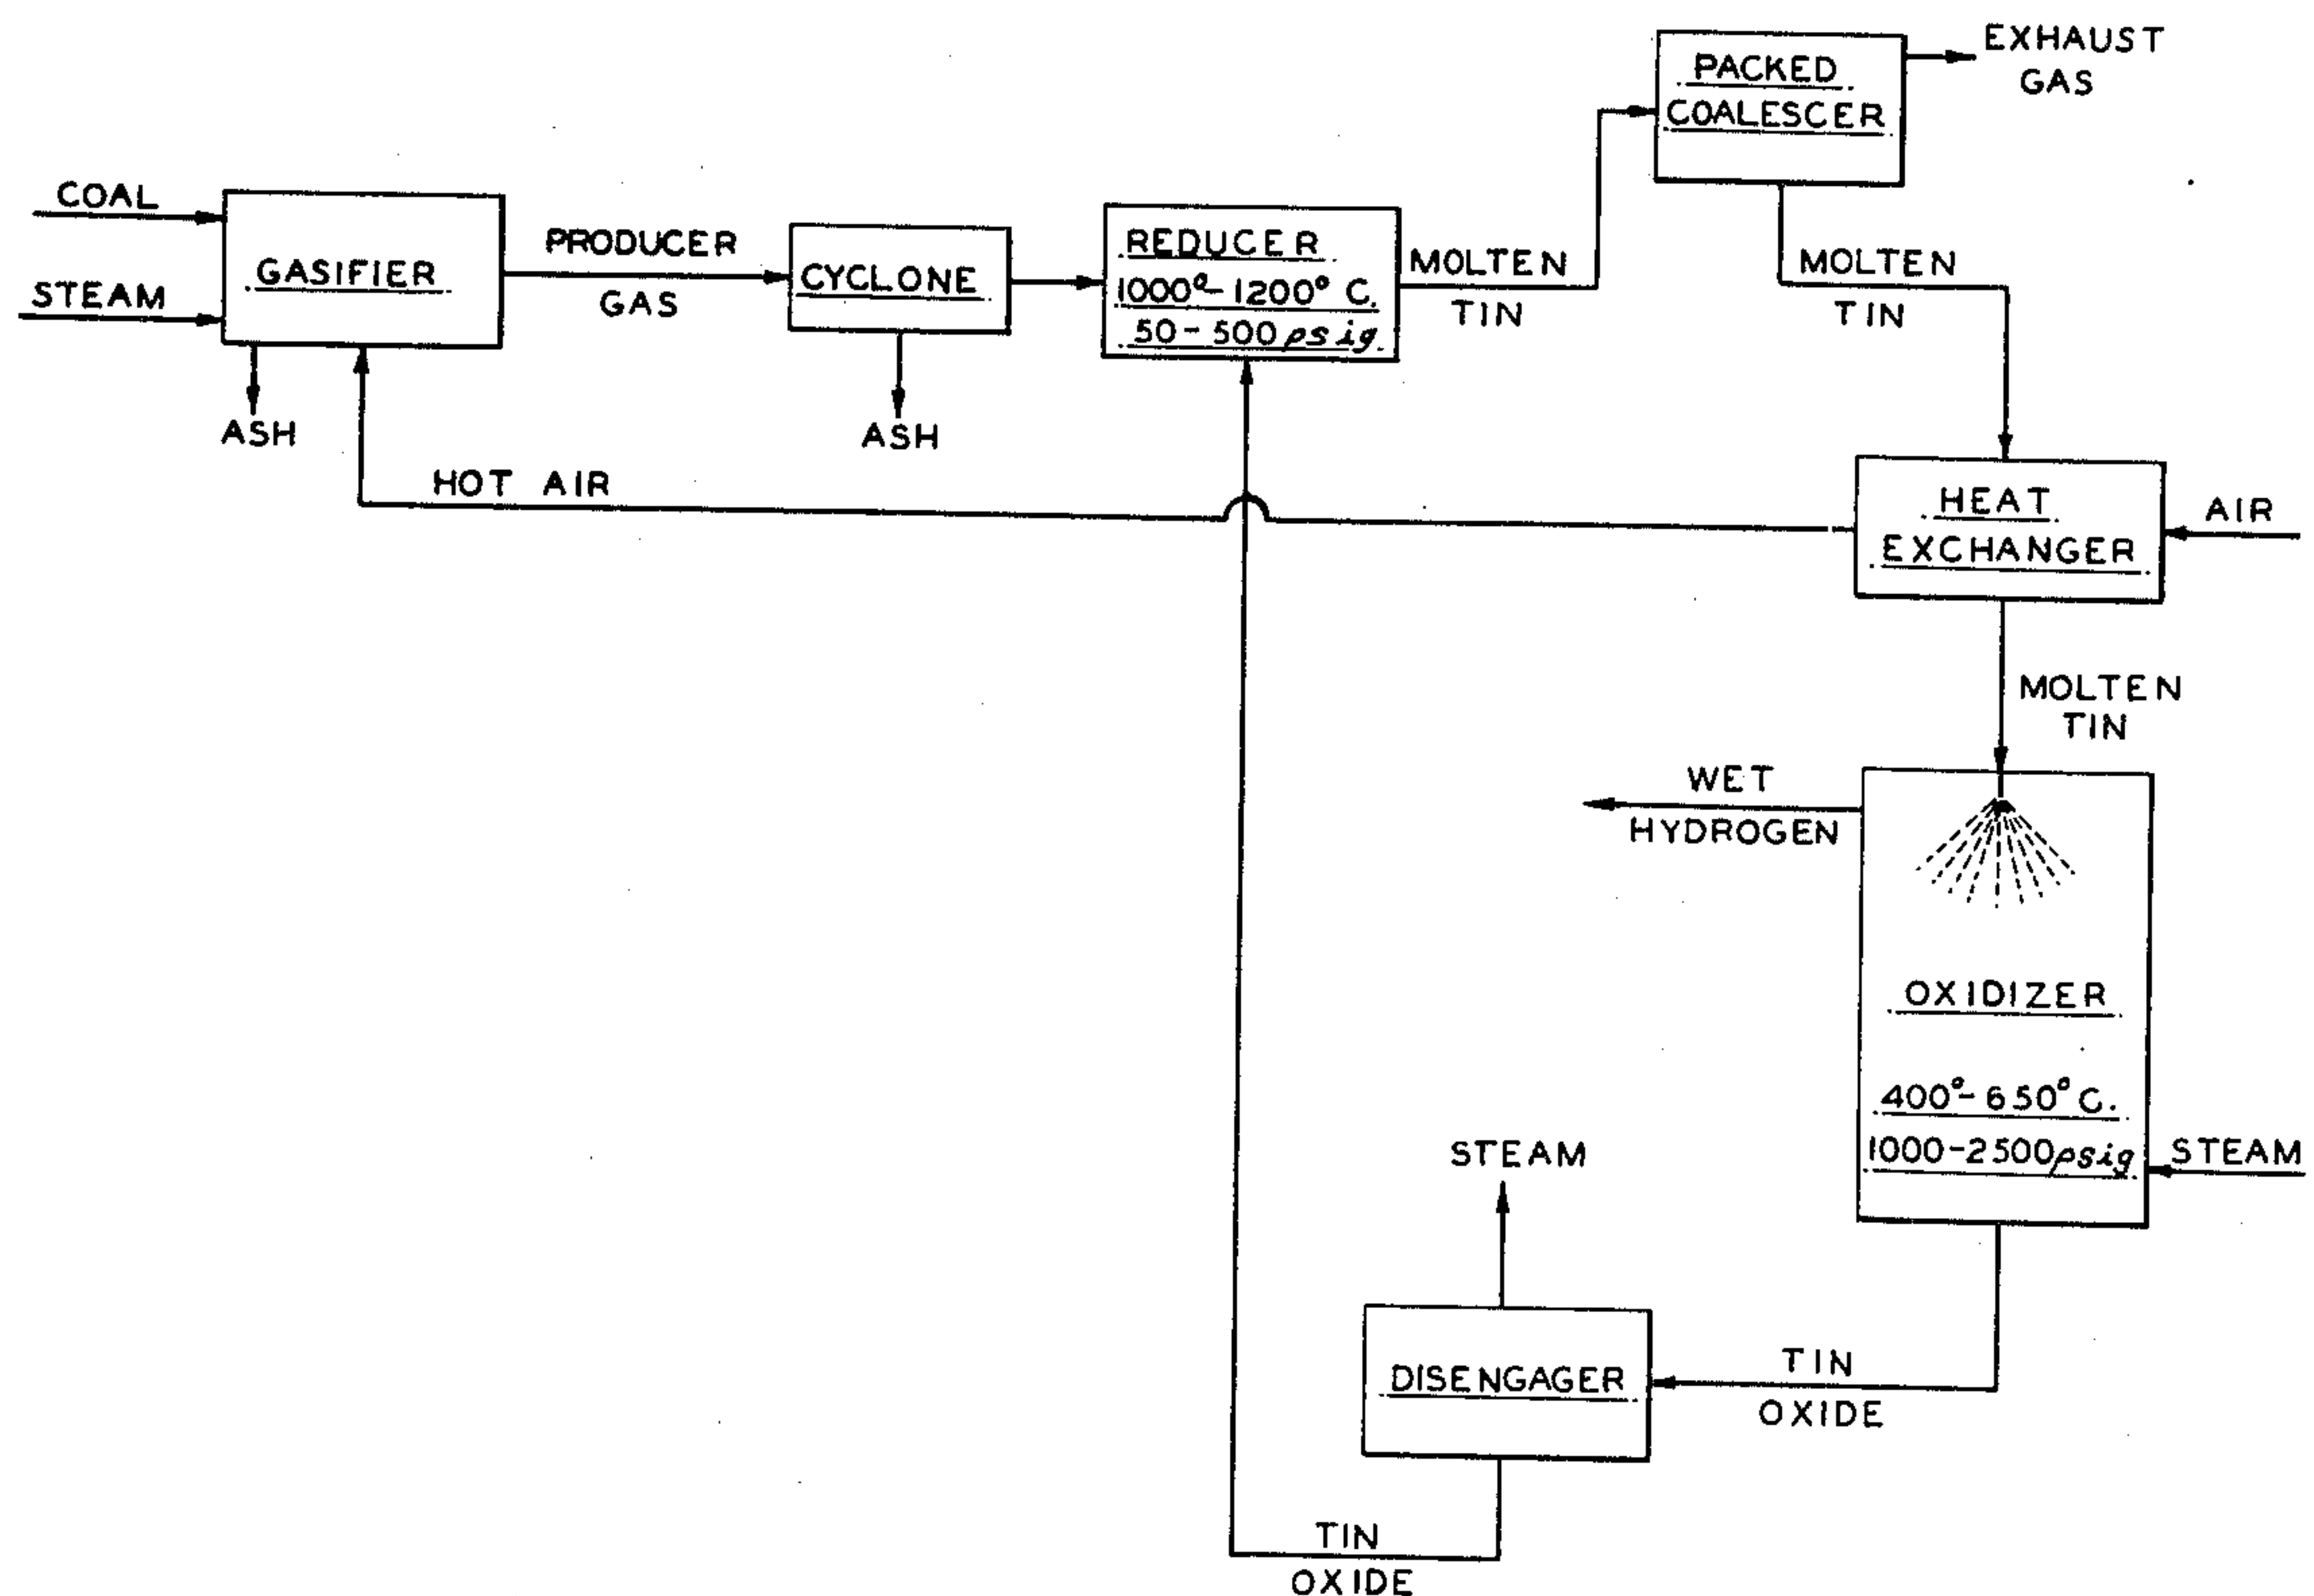 EXHAUST
GAS
PACKED
COALESCER
COAL
STEAM
GASIFIER
PRODUCER
GAS
CYCLONE
REDUCER
1000°-1200° C.
50-500 psig
MOLTEN
TIN
MOLTEN
TIN
ASH
ASH
HOT AIR
HEAT
EXCHANGER
AIR
MOLTEN
TIN
WET
HYDROGEN
OXIDIZER
400°-650° C.
1000-2500 psig
STEAM
STEAM
DISENGAGER
TIN
OXIDE
TIN
OXIDE